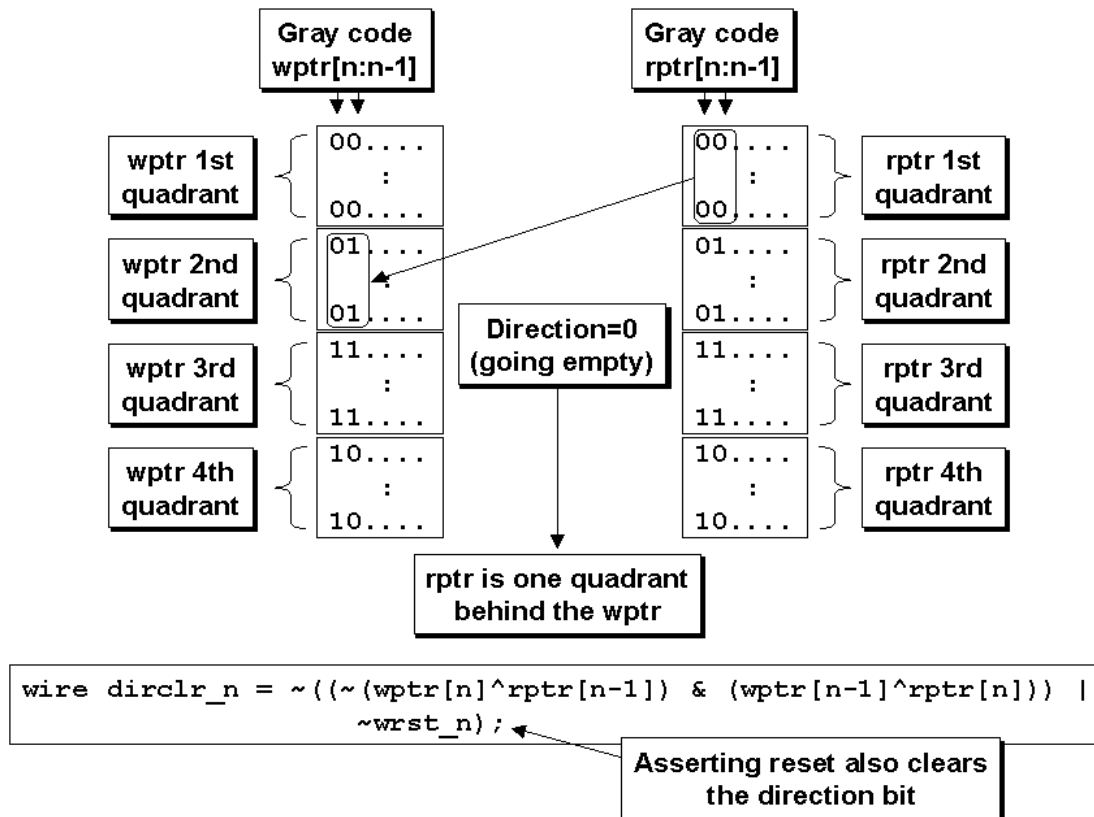 Gray code
wptr[n:n-1]
Gray code
rptr[n:n-1]
wptr 1st
quadrant
00....
:
00....
00....
:
00....
rptr 1st
quadrant
wptr 2nd
quadrant
01....
:
01....
01....
:
01....
rptr 2nd
quadrant
Direction=0
(going empty)
wptr 3rd
quadrant
11....
:
11....
11....
:
11....
rptr 3rd
quadrant
wptr 4th
quadrant
10....
:
10....
10....
:
10....
rptr 4th
quadrant
rptr is one quadrant
behind the wptr
wire dirclr_n = ~((~(wptr[n]^rptr[n-1]) & (wptr[n-1]^rptr[n])) |
~wrst_n);
Asserting reset also clears
the direction bit